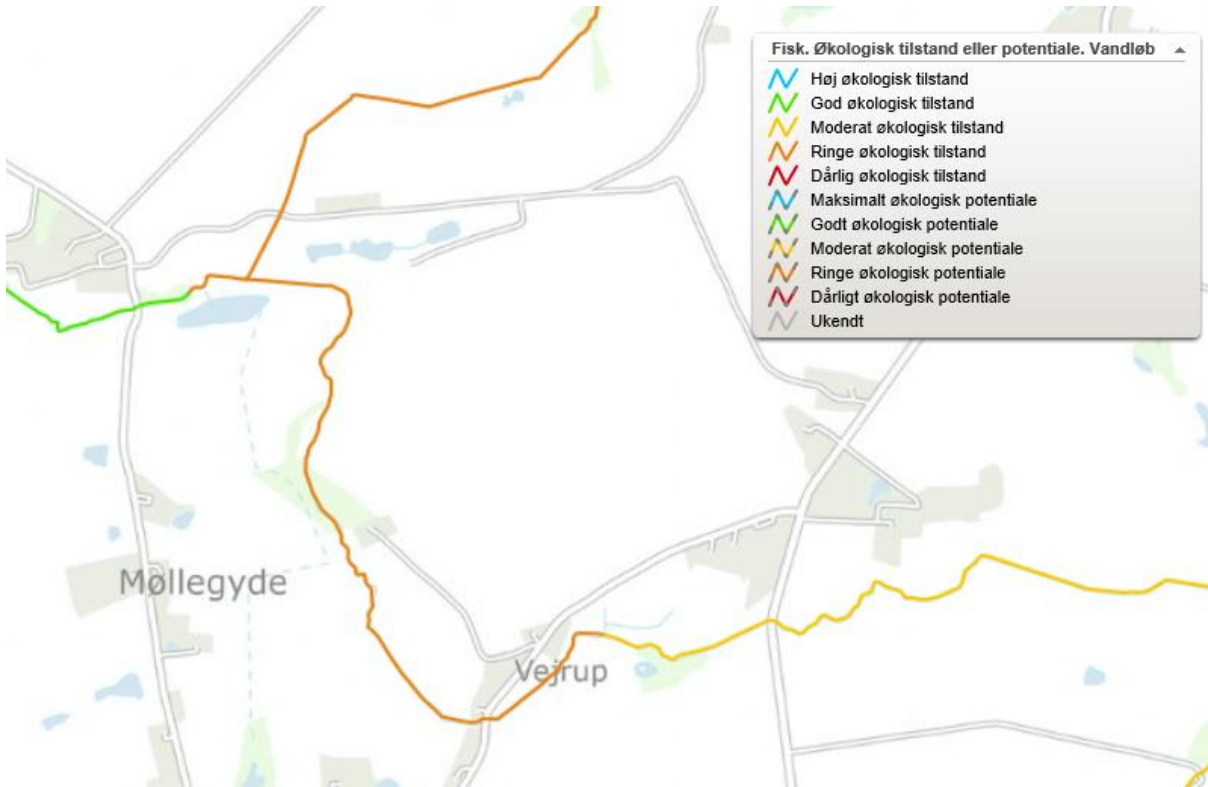 Fisk. Økologisk tilstand eller potentiale. Vandløb
Høj økologisk tilstand
God økologisk tilstand
Moderat økologisk tilstand
Ringe økologisk tilstand
Dårlig økologisk tilstand
Maksimalt økologisk potentiale
Godt økologisk potentiale
Moderat økologisk potentiale
Ringe økologisk potentiale
Dårligt økologisk potentiale
Ukendt
Møllegyde
Vejrup